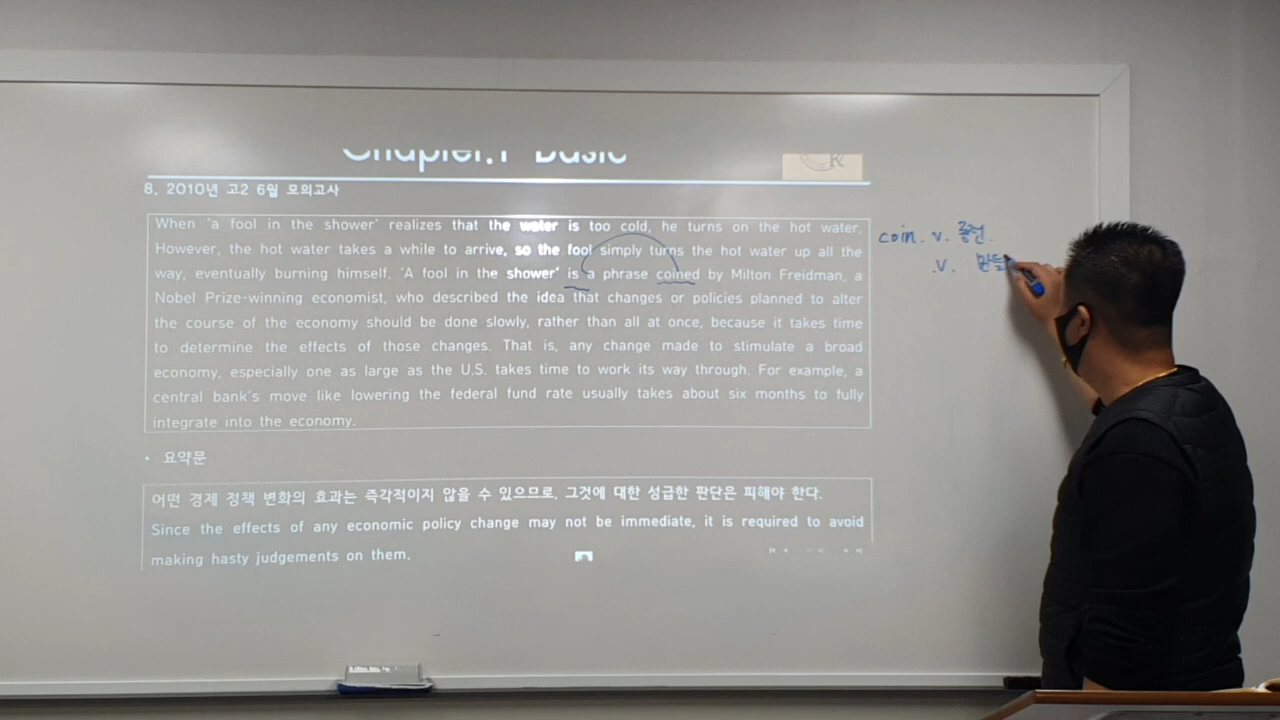 Chapter.1 Basic
8. 2010년 고2 6월 모의고사
When 'a fool in the shower' realizes that the water is too cold, he turns on the hot water.
However, the hot water takes a while to arrive, so the fool simply turns the hot water up all the
way, eventually burning himself. 'A fool in the shower' is a phrase coined by Milton Freidman, a
Nobel Prize-winning economist, who described the idea that changes or policies planned to alter
the course of the economy should be done slowly, rather than all at once, because it takes time
to determine the effects of those changes. That is, any change made to stimulate a broad
economy, especially one as large as the U.S. takes time to work its way through. For example, a
central bank's move like lowering the federal fund rate usually takes about six months to fully
integrate into the economy.
• 요약문
어떤 경제 정책 변화의 효과는 즉각적이지 않을 수 있으므로, 그것에 대한 성급한 판단은 피해야 한다.
Since the effects of any economic policy change may not be immediate, it is required to avoid
making hasty judgements on them.
coin. v. 동전.
.v. 만들